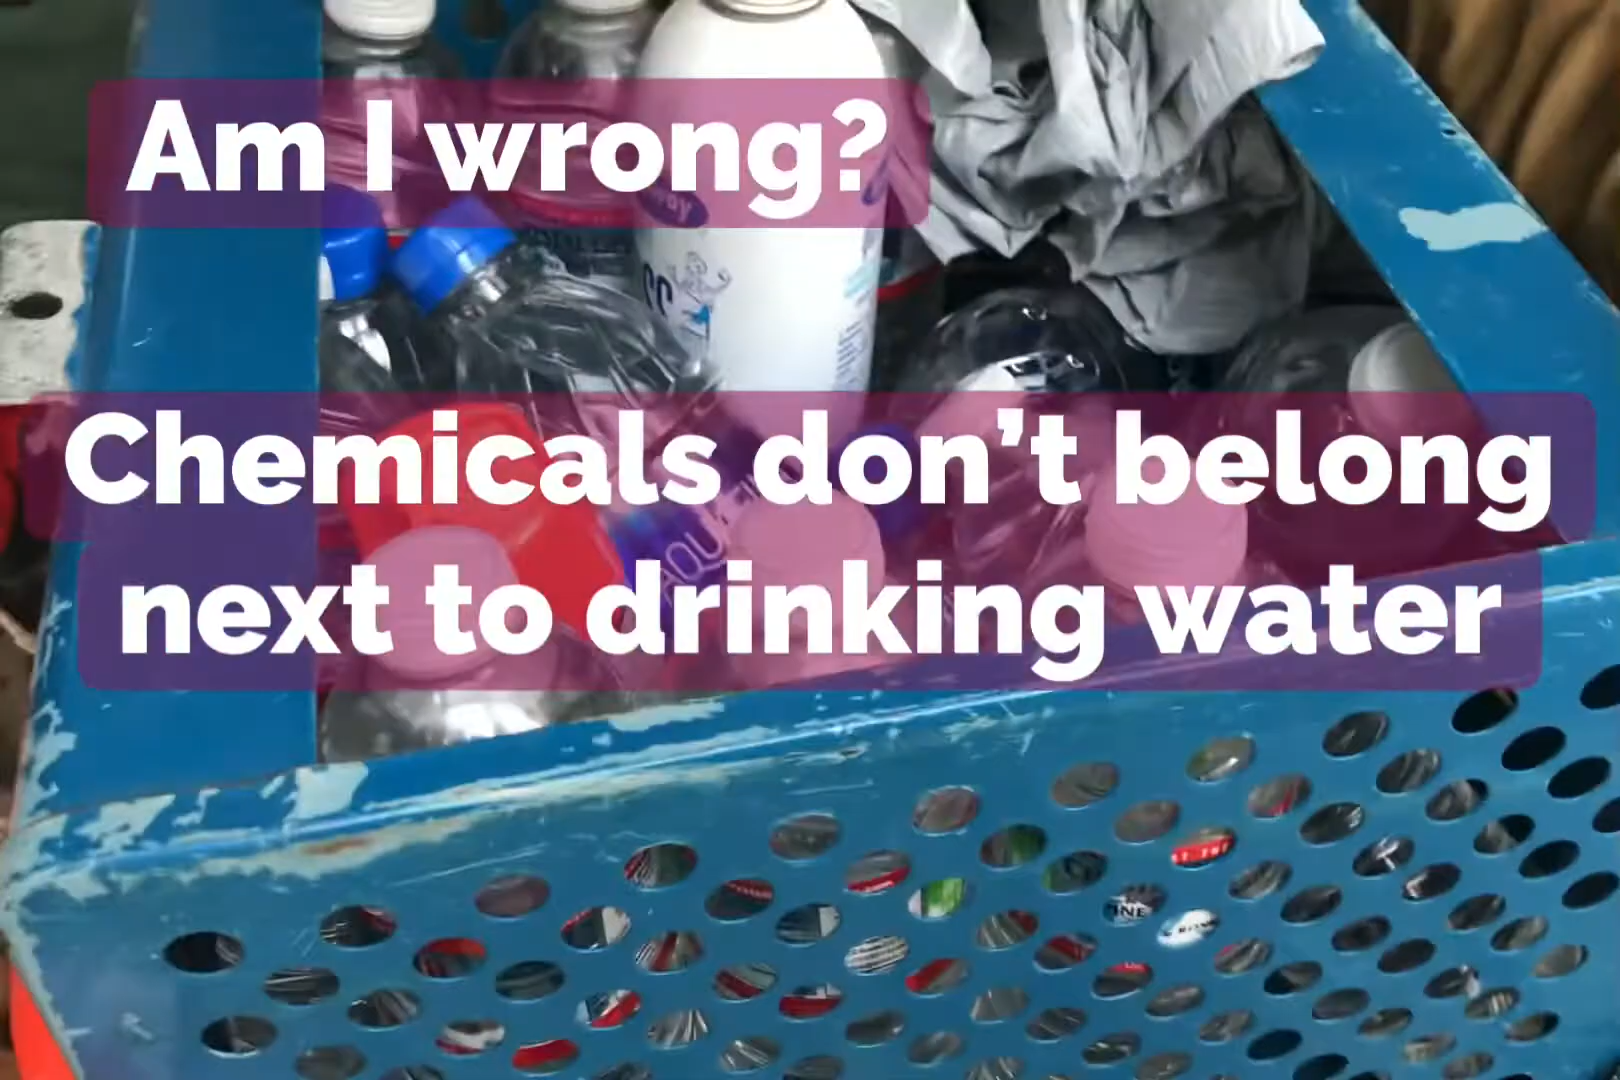 Am I wrong?
Chemicals don’t belong
next to drinking water